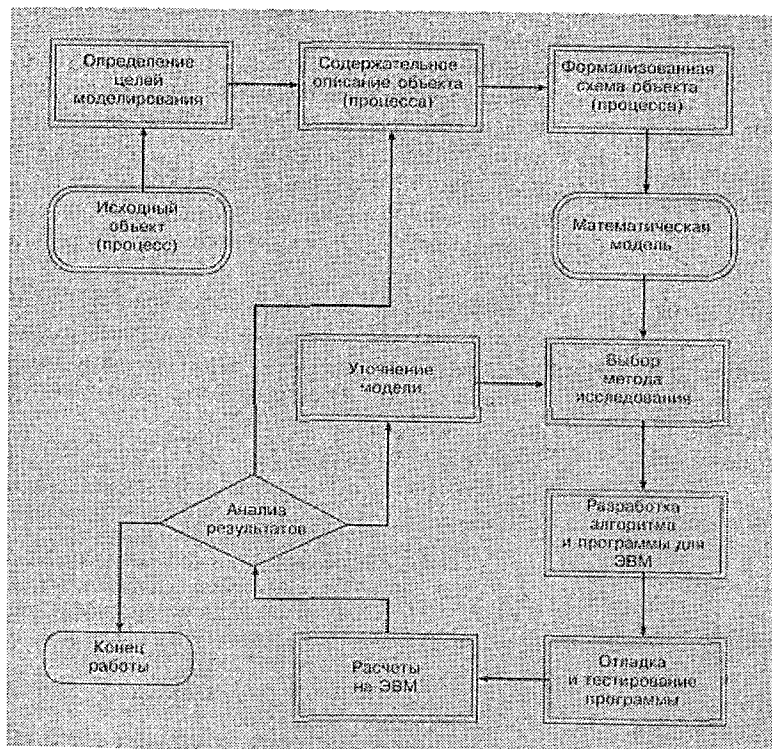 Определение
целей
моделирования
Содержательное
описание объекта
(процесса)
Формализованная
схема объекта
(процесса)
Исходный
объект
(процесс)
Математическая
модель
Уточнение
модели
Выбор
метода
исследования
Анализ
результатов
Разработка
алгоритма
и программы для
ЭВМ
Конец
работы
Расчеты
на ЭВМ
Отладка
и тестирование
программы